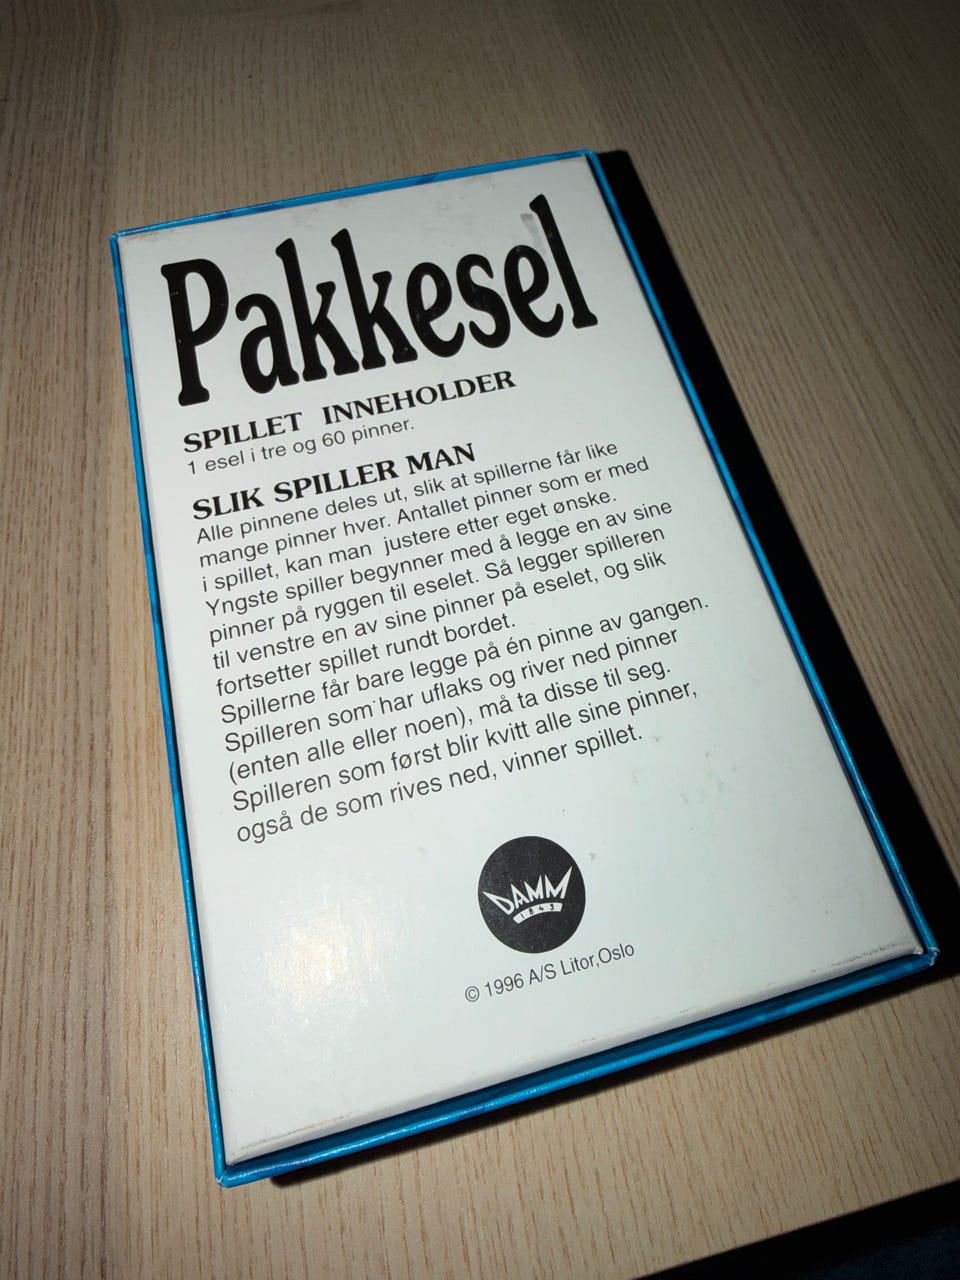 Pakkesel
SPILLET INNEHOLDER
1 esel i tre og 60 pinner.
SLIK SPILLER MAN
Alle pinnene deles ut, slik at spillerne får like
mange pinner hver. Antallet pinner som er med
i spillet, kan man justere etter eget ønske.
Yngste spiller begynner med å legge en av sine
pinner på ryggen til eselet. Så legger spilleren
til venstre en av sine pinner på eselet, og slik
fortsetter spillet rundt bordet.
Spillerne får bare legge på én pinne av gangen.
Spilleren som har uflaks og river ned pinner
(enten alle eller noen), må ta disse til seg.
Spilleren som først blir kvitt alle sine pinner,
også de som rives ned, vinner spillet.
DAMM
1843
© 1996 A/S Litor,Oslo